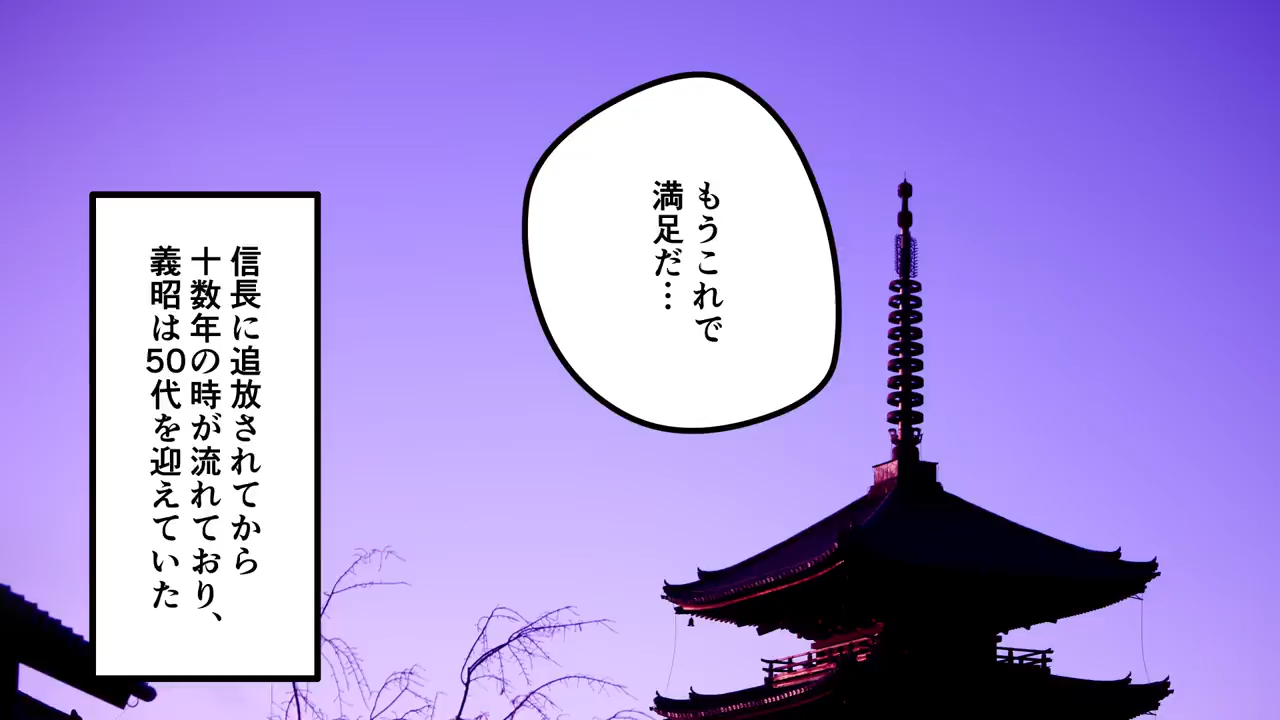 もうこれで
満足だ…
信長に追放されてから
十数年の時が流れており、
義昭は50代を迎えていた